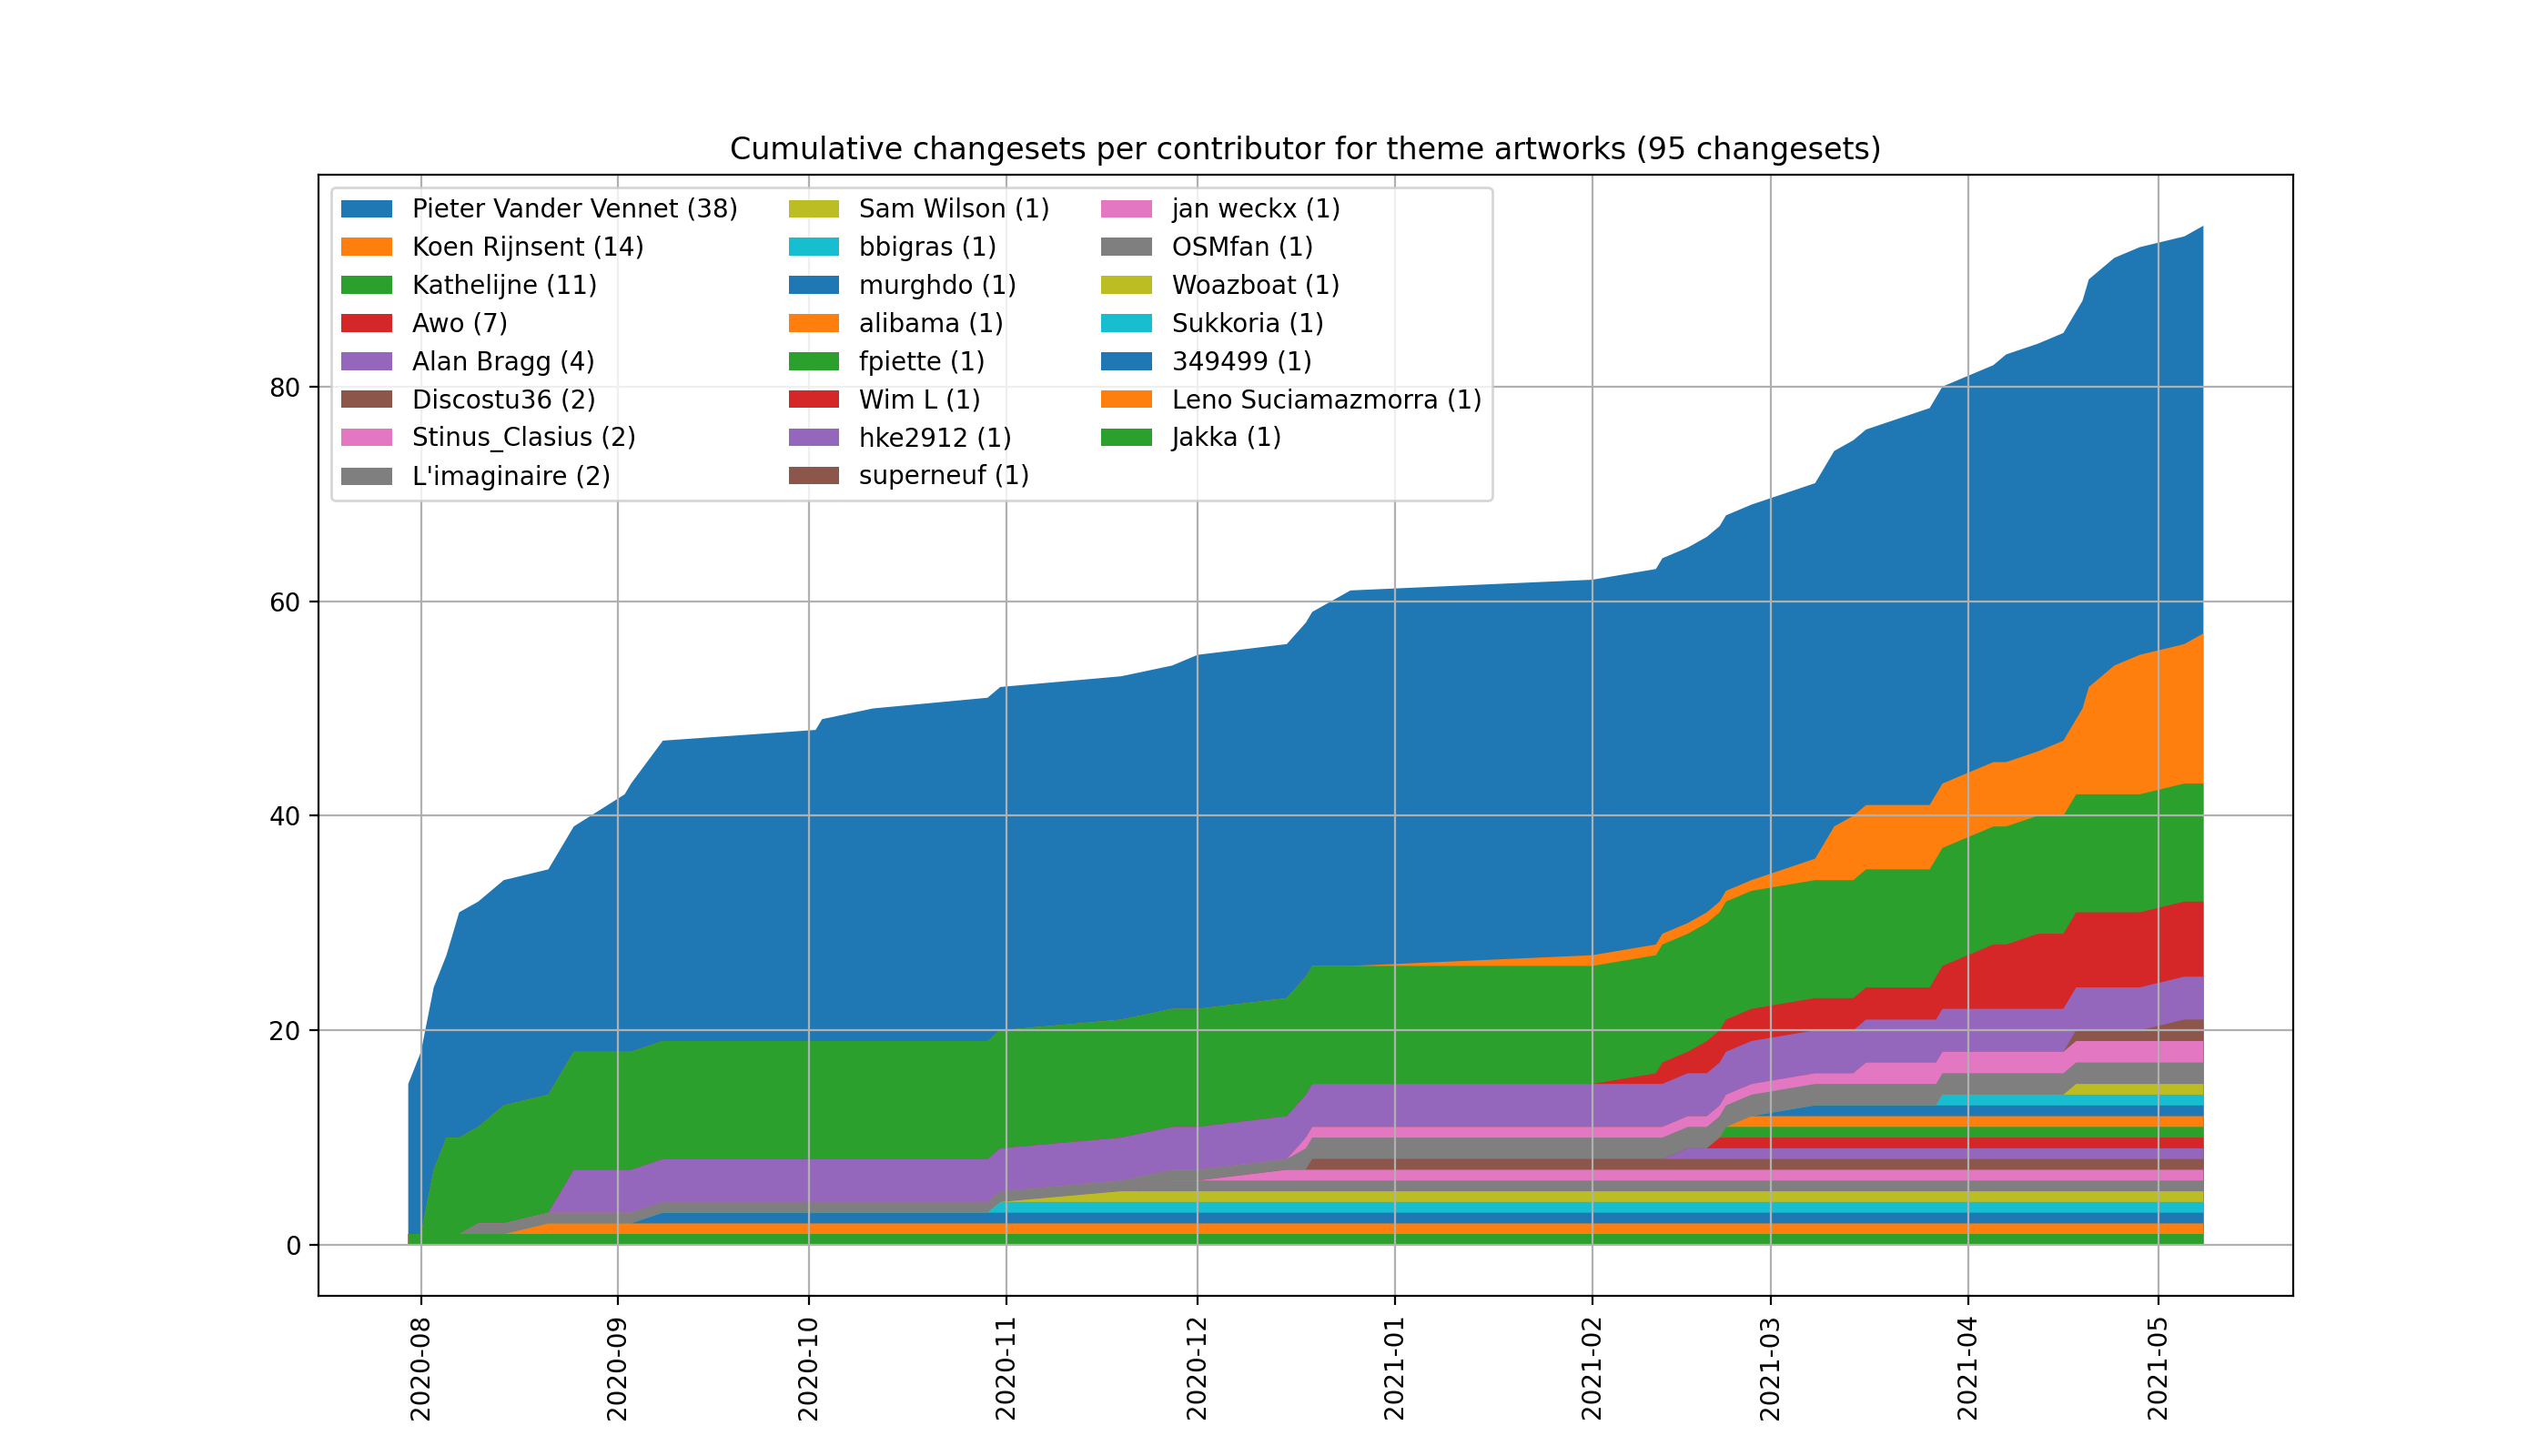 Cumulative changesets per contributor for theme artworks (95 changesets)
Pieter Vander Vennet (38)
Koen Rijnsent (14)
Kathelijne (11)
Awo (7)
Alan Bragg (4)
Discostu36 (2)
Stinus_Clasius (2)
L'imaginaire (2)
Sam Wilson (1)
bbigras (1)
murghdo (1)
alibama (1)
fpiette (1)
Wim L (1)
hke2912 (1)
superneuf (1)
jan weckx (1)
OSMfan (1)
Woazboat (1)
Sukkoria (1)
349499 (1)
Leno Suciamazmorra (1)
Jakka (1)
80
60
40
20
0
2020-08
2020-09
2020-10
2020-11
2020-12
2021-01
2021-02
2021-03
2021-04
2021-05